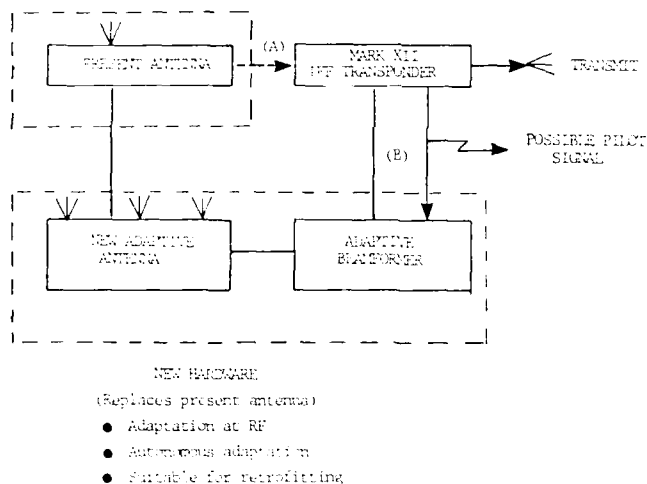 (A)
PRESENT ANTENNA
MARK XII
IFF TRANSPONDER
TRANSMIT
(B)
POSSIBLE PILOT
SIGNAL
NEW ADAPTIVE
ANTENNA
ADAPTIVE
BEAMFORMER
NEW HARDWARE
(Replaces present antenna)
● Adaptation at RF
● Autonomous adaptation
● Suitable for retrofitting